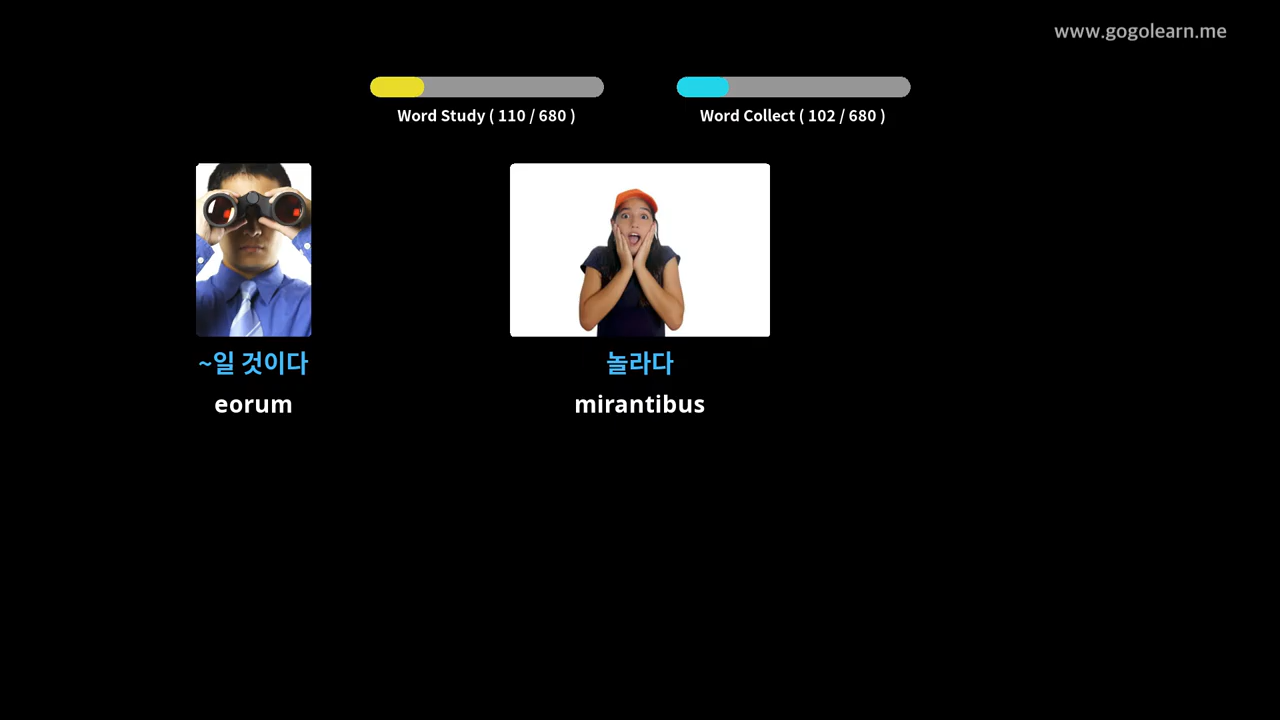 www.gogolearn.me
Word Study ( 110 / 680 )
Word Collect ( 102 / 680 )
~일 것이다
eorum
놀라다
mirantibus